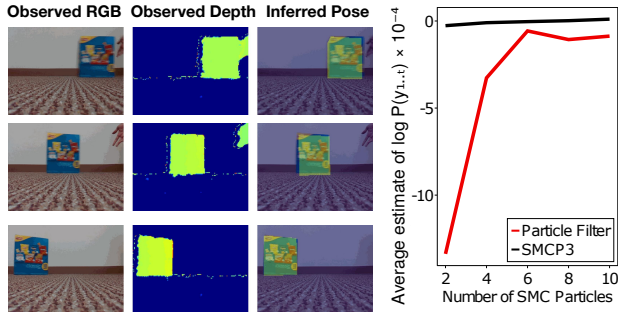 Observed RGB Observed Depth Inferred Pose
Average estimate of log P(y₁..ₜ) × 10⁻⁴
0
-5
-10
Particle Filter
SMCP3
2 4 6 8 10
Number of SMC Particles